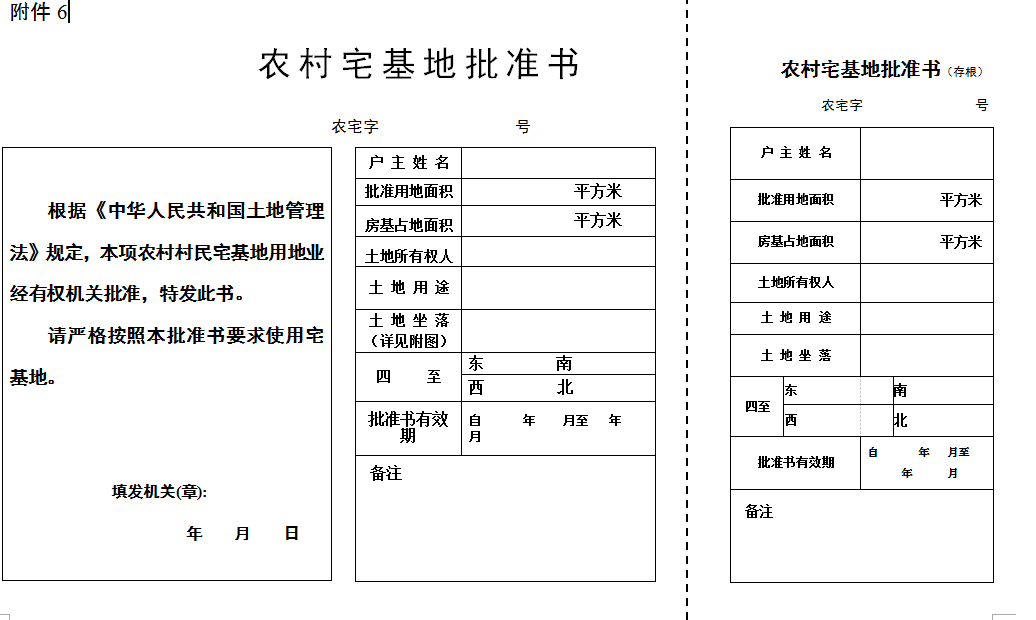 附件 6
农村宅基地批准书
农宅字 号
根据《中华人民共和国土地管理
法》规定，本项农村村民宅基地用地业
经有权机关批准，特发此书。
请严格按照本批准书要求使用宅
基地。
填发机关(章):
年 月 日
户 主 姓 名
批准用地面积 平方米
房基占地面积 平方米
土地所有权人
土 地 用 途
土 地 坐 落
（详见附图）
四 至
东 南
西 北
批准书有效
期
自 年 月至 年
月
备注
农村宅基地批准书（存根）
农宅字 号
户 主 姓 名
批准用地面积 平方米
房基占地面积 平方米
土地所有权人
土 地 用 途
土 地 坐 落
四至
东 南
西 北
批准书有效期
自 年 月至
年 月
备注